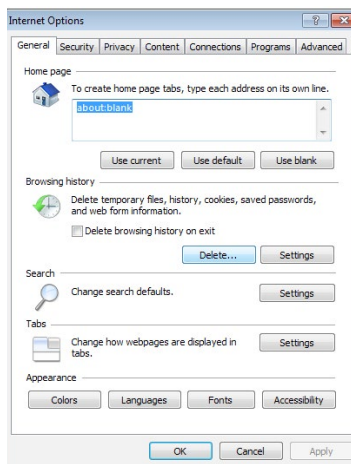 Internet Options
General Security Privacy Content Connections Programs Advanced
Home page
To create home page tabs, type each address on its own line.
about:blank
Use current Use default Use blank
Browsing history
Delete temporary files, history, cookies, saved passwords,
and web form information.
Delete browsing history on exit
Delete... Settings
Search
Change search defaults. Settings
Tabs
Change how webpages are displayed in
tabs.
Settings
Appearance
Colors Languages Fonts Accessibility
OK Cancel Apply